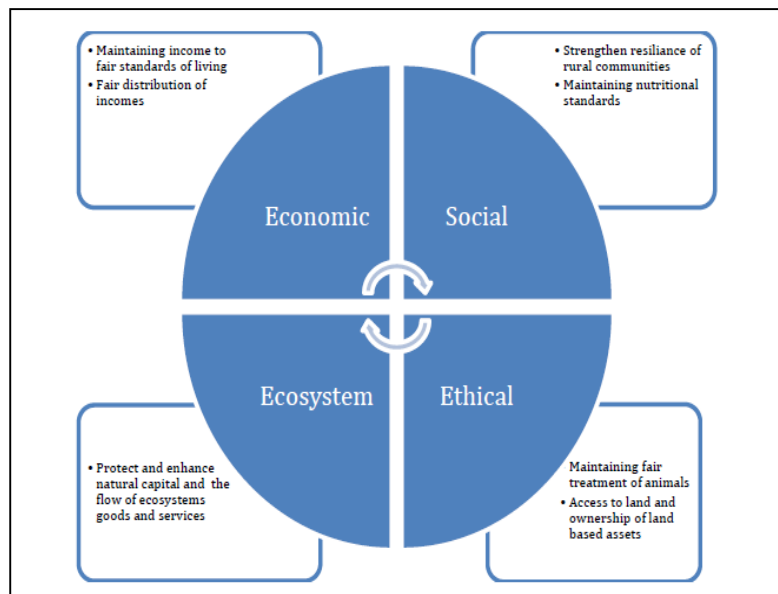 • Maintaining income to
fair standards of living
• Fair distribution of
incomes
• Strengthen resiliance of
rural communities
• Maintaining nutritional
standards
Economic
Social
Ecosystem
Ethical
• Protect and enhance
natural capital and the
flow of ecosystems
goods and services
Maintaining fair
treatment of animals
• Access to land and
ownership of land
based assets